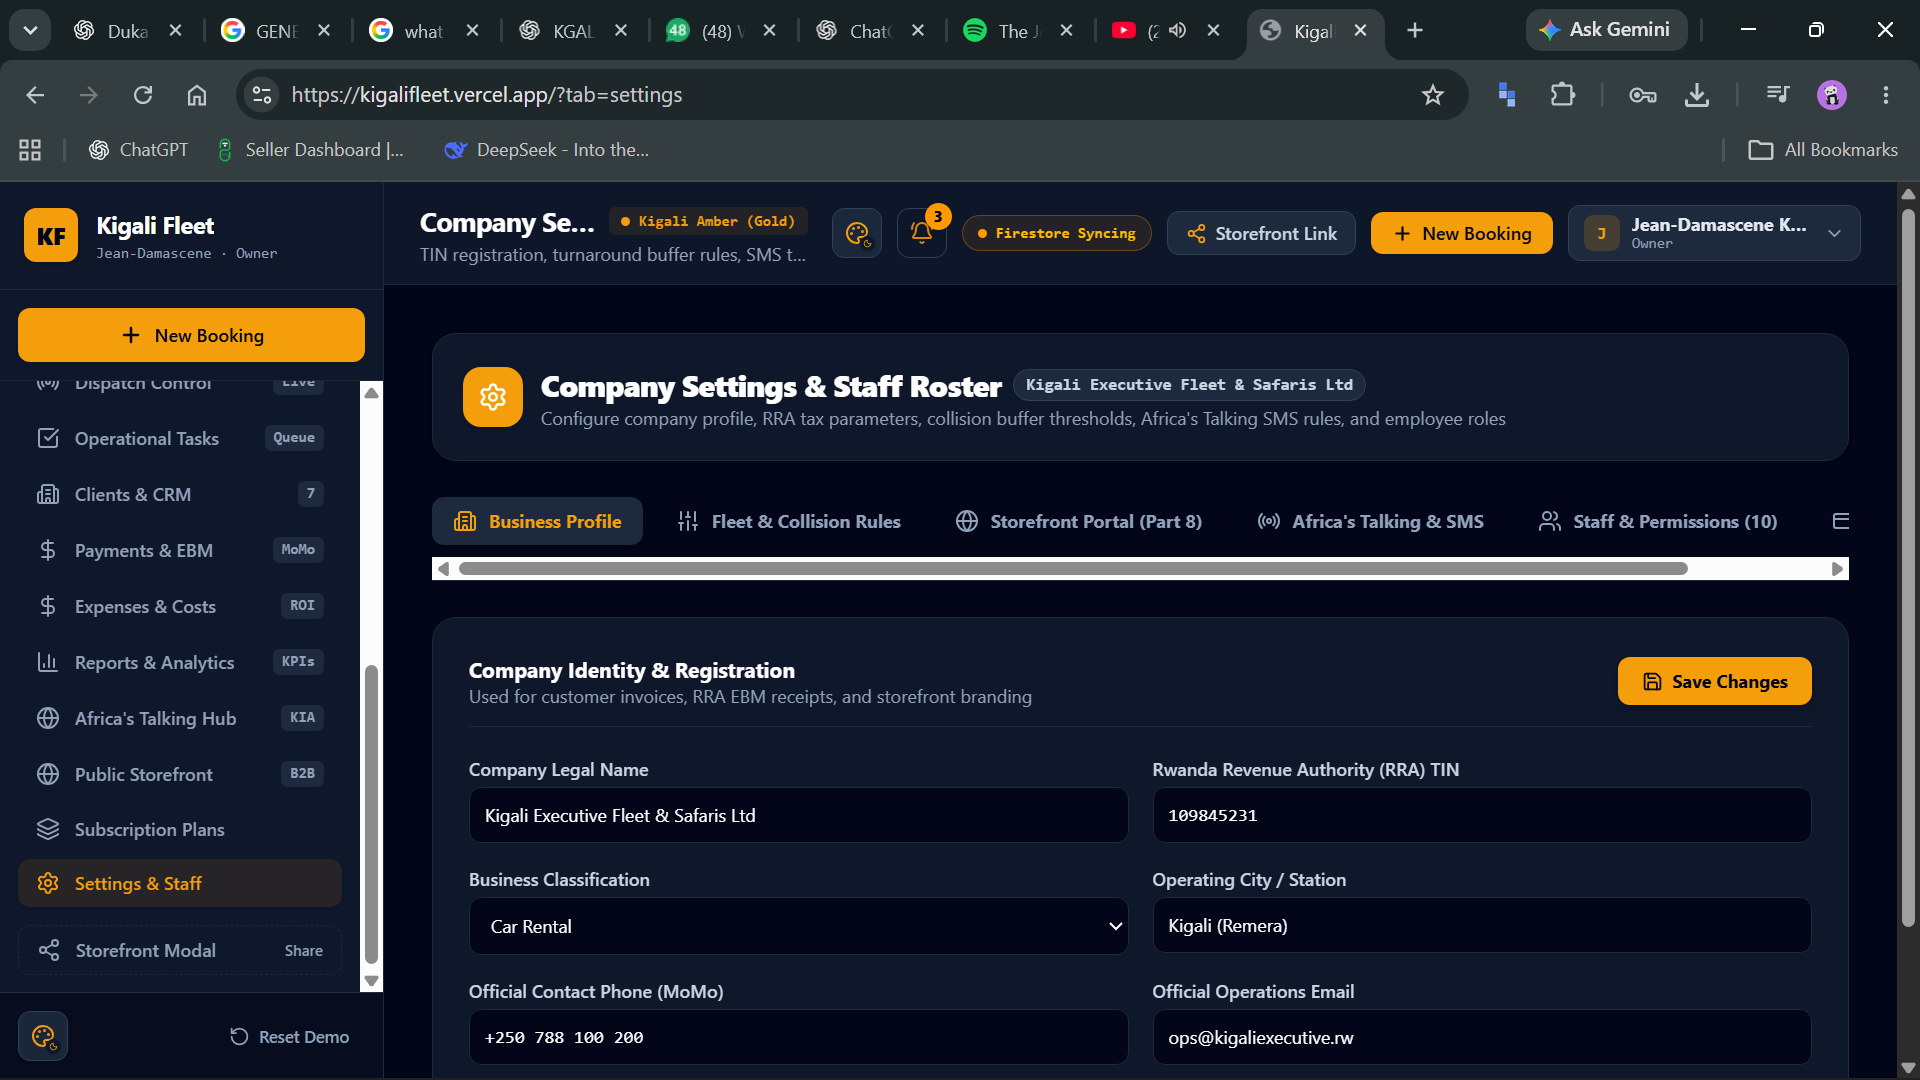 Duka
GENE
what
KGAL
48
(48) W
ChatG
The Jo
(2
Kigali
Ask Gemini
https://kigalifleet.vercel.app/?tab=settings
ChatGPT
Seller Dashboard |...
DeepSeek - Into the...
All Bookmarks
KF
Kigali Fleet
Jean-Damascene · Owner
New Booking
Dispatch Control
Live
Operational Tasks
Queue
Clients & CRM
7
Payments & EBM
MoMo
Expenses & Costs
ROI
Reports & Analytics
KPIs
Africa's Talking Hub
KIA
Public Storefront
B2B
Subscription Plans
Settings & Staff
Storefront Modal
Share
Reset Demo
Company Se...
Kigali Amber (Gold)
TIN registration, turnaround buffer rules, SMS t...
3
Firestore Syncing
Storefront Link
New Booking
J
Jean-Damascene K...
Owner
Company Settings & Staff Roster
Kigali Executive Fleet & Safaris Ltd
Configure company profile, RRA tax parameters, collision buffer thresholds, Africa's Talking SMS rules, and employee roles
Business Profile
Fleet & Collision Rules
Storefront Portal (Part 8)
Africa's Talking & SMS
Staff & Permissions (10)
Company Identity & Registration
Used for customer invoices, RRA EBM receipts, and storefront branding
Save Changes
Company Legal Name
Kigali Executive Fleet & Safaris Ltd
Rwanda Revenue Authority (RRA) TIN
109845231
Business Classification
Car Rental
Operating City / Station
Kigali (Remera)
Official Contact Phone (MoMo)
+250 788 100 200
Official Operations Email
ops@kigaliexecutive.rw